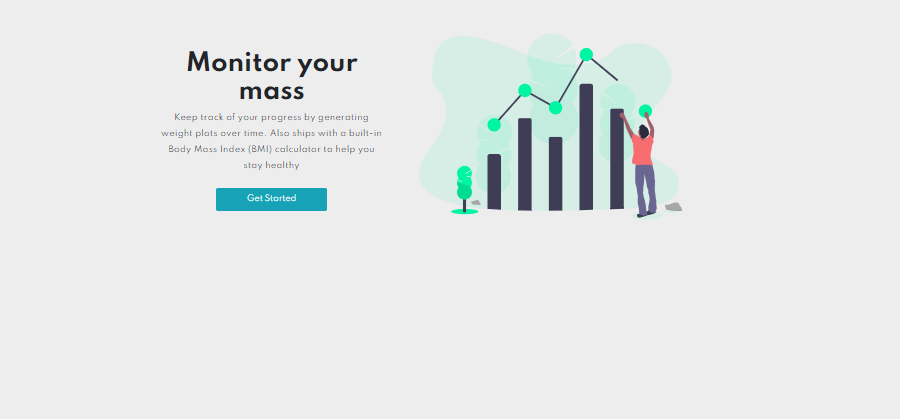 Monitor your
mass
Keep track of your progress by generating
weight plots over time. Also ships with a built-in
Body Mass Index (BMI) calculator to help you
stay healthy
Get Started